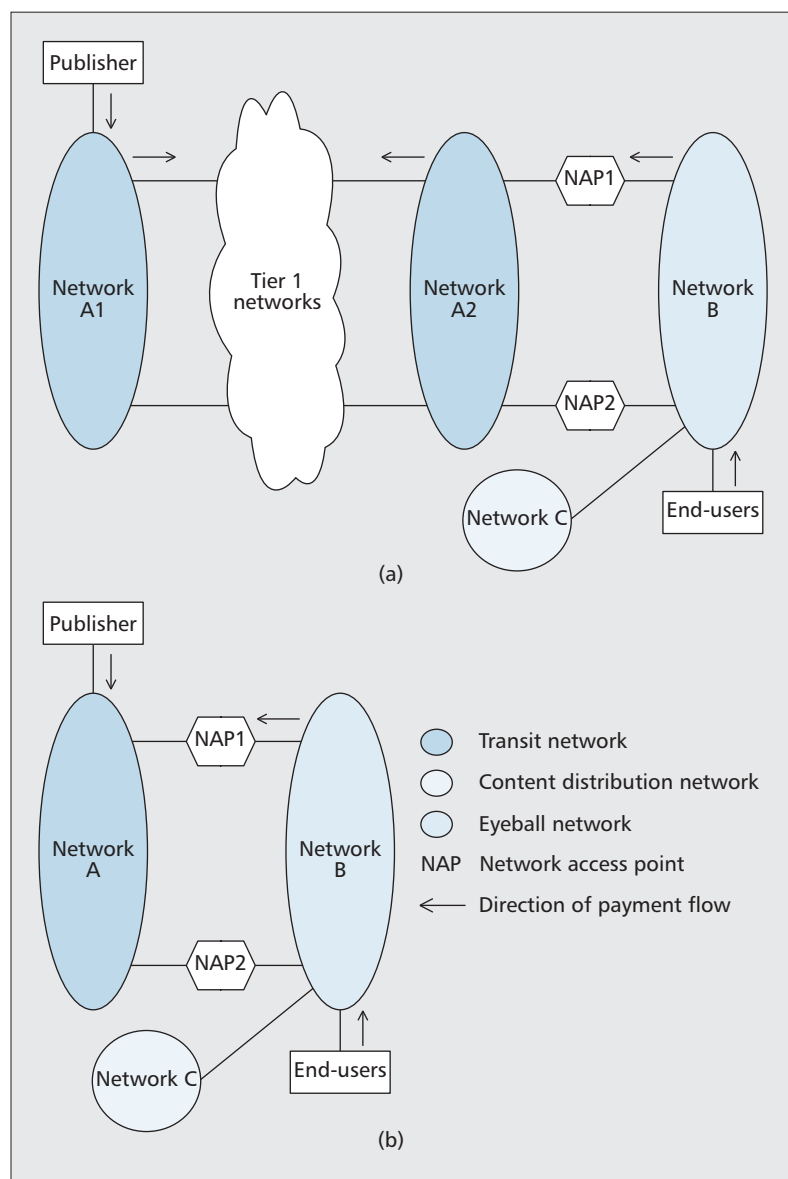 Publisher
Network
A1
Tier 1
networks
Network
A2
NAP1
Network
B
NAP2
Network C
End-users
(a)
Publisher
Network
A
NAP1
Network
B
NAP2
Network C
End-users
Transit network
Content distribution network
Eyeball network
NAP Network access point
Direction of payment flow
(b)